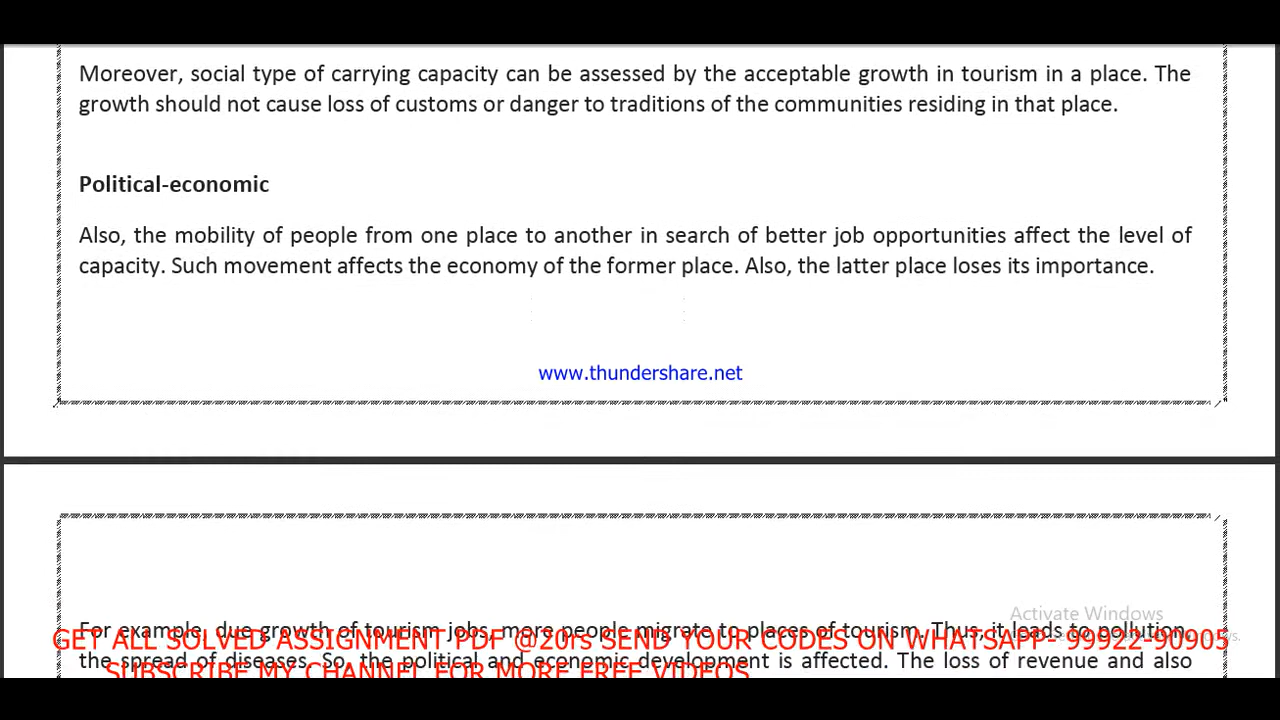 Moreover, social type of carrying capacity can be assessed by the acceptable growth in tourism in a place. The
growth should not cause loss of customs or danger to traditions of the communities residing in that place.
Political-economic
Also, the mobility of people from one place to another in search of better job opportunities affect the level of
capacity. Such movement affects the economy of the former place. Also, the latter place loses its importance.
www.thundershare.net
Activate Windows
For example, due growth of tourism jobs, more people migrate to places of tourism. Thus, it leads to pollution,
GET ALL SOLVED ASSIGNMENT PDF @20rs SEND YOUR CODES ON WHATSAPP- 99922-90905
the spread of diseases. So, the political and economic development is affected. The loss of revenue and also
SUBSCRIBE MY CHANNEL FOR MORE FREE VIDEOS